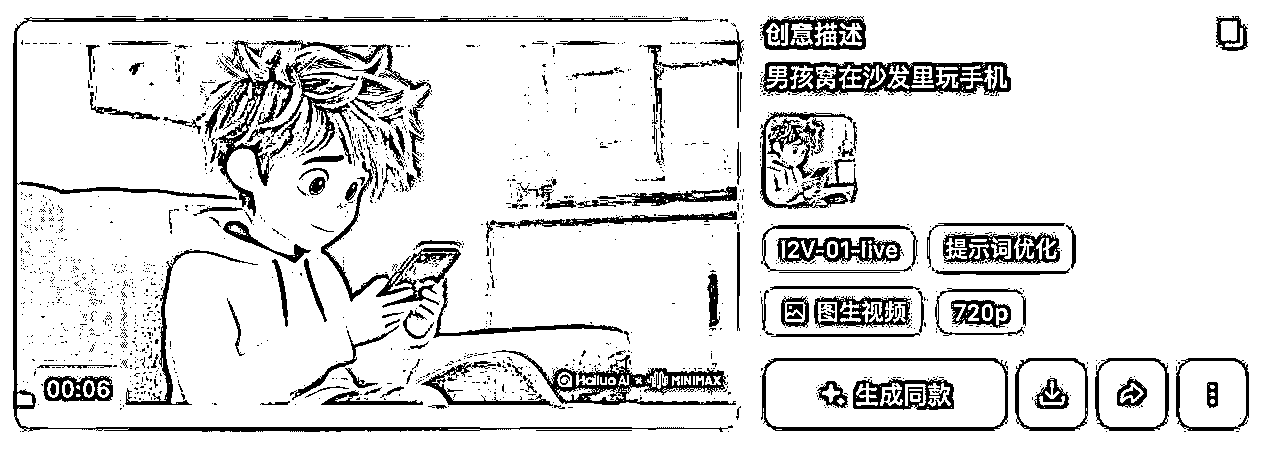 创意描述
男孩窝在沙发里玩手机
I2V-01-live
提示词优化
图生视频
720p
生成同款
00:06
Hailuo AI × MINIMAX